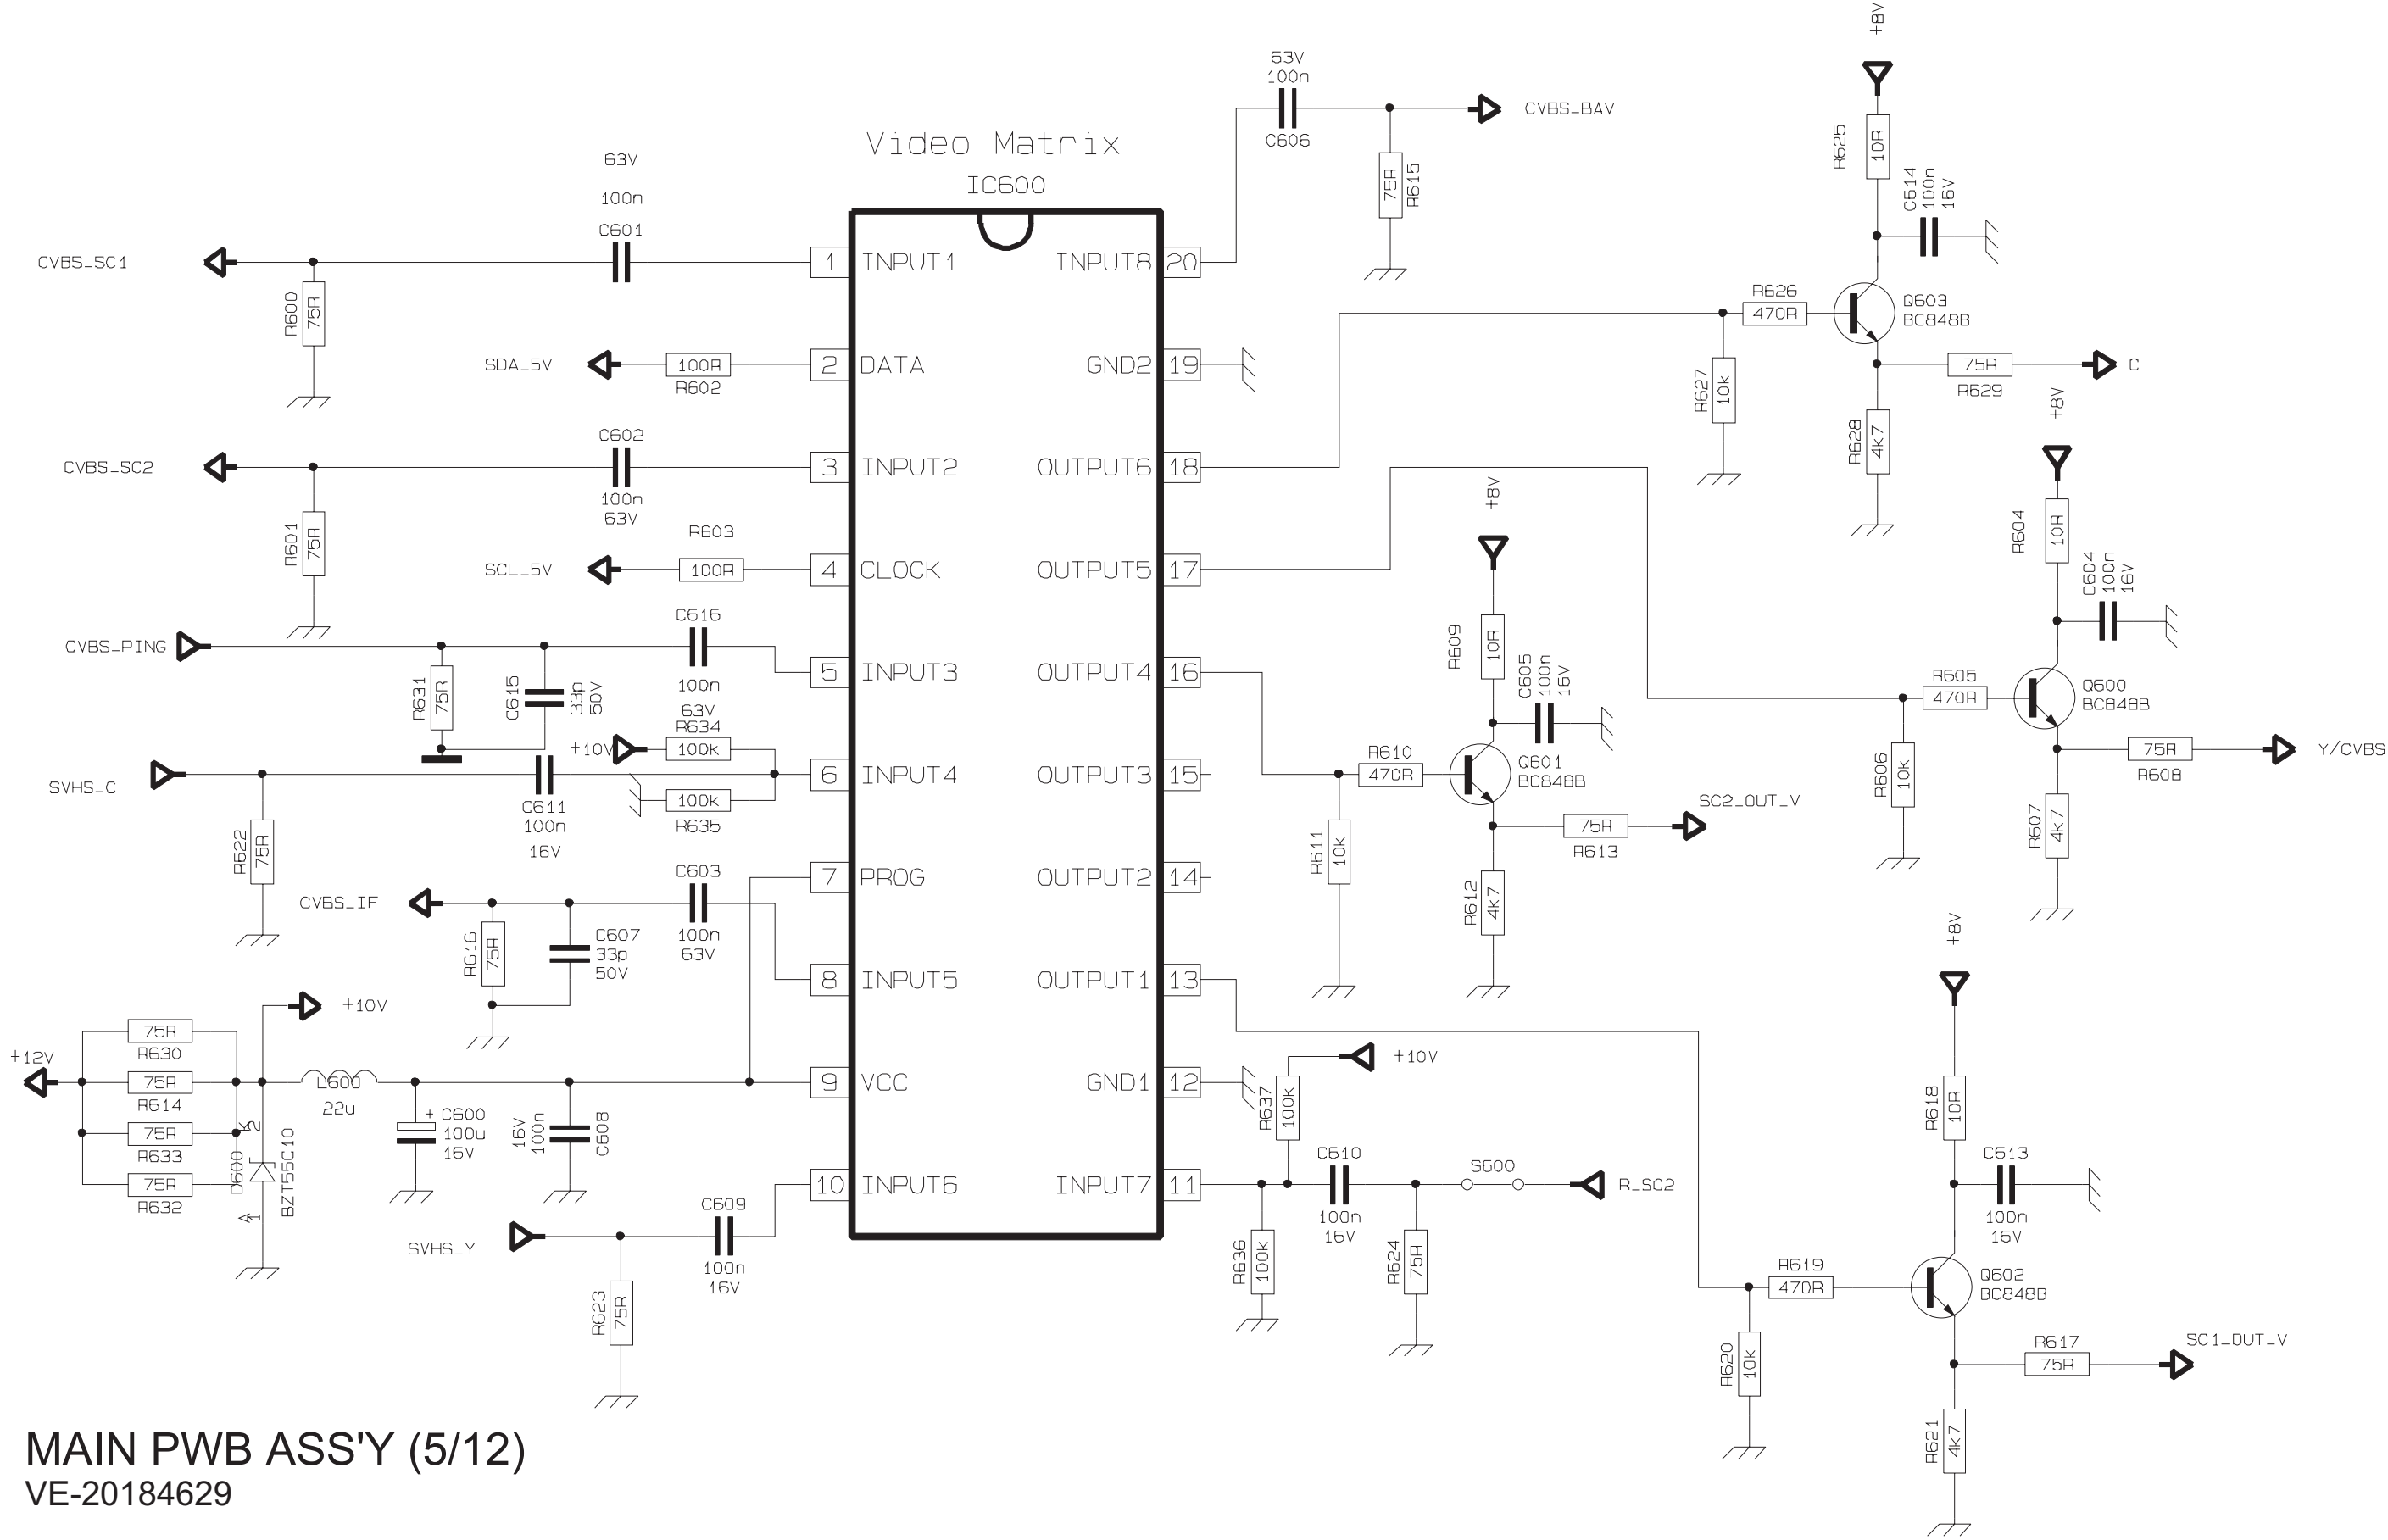 +8V
63V
100n
C606
CVBS_BAV
75R
R615
Video Matrix
IC600
R625
10R
C614
100n
16V
63V
100n
C601
CVBS_SC1
R600
75R
1 INPUT1
INPUT8 20
R626
470R
Q603
BC848B
SDA_5V
100R
R602
2 DATA
GND2 19
R627
10k
75R
R629
C
+8V
R628
4k7
C602
100n
63V
CVBS_SC2
R601
75R
3 INPUT2
OUTPUT6 18
+8V
R604
10R
C604
100n
16V
R603
SCL_5V
100R
4 CLOCK
OUTPUT5 17
CVBS_PING
C616
100n
63V
R631
75R
C615
33p
50V
5 INPUT3
OUTPUT4 16
R609
10R
C605
100n
16V
R605
470R
Q600
BC848B
R634
+10V
100k
SVHS_C
C611
100n
16V
100k
R635
6 INPUT4
OUTPUT3 15
R610
470R
Q601
BC848B
R606
10k
75R
R608
Y/CVBS
R622
75R
SC2_OUT_V
75R
R613
R611
10k
R607
4k7
C603
100n
63V
7 PROG
OUTPUT2 14
R612
4k7
CVBS_IF
R616
75R
C607
33p
50V
+8V
8 INPUT5
OUTPUT1 13
+10V
75R
R630
+12V
75R
R614
75R
R633
75R
R632
L600
22u
+ C600
100u
16V
16V
100n
C608
9 VCC
GND1 12
R637
100k
+10V
R618
10R
K 2
D600
BZT55C10
A 1
10 INPUT6
INPUT7 11
C610
100n
16V
S600
R_SC2
C613
100n
16V
C609
100n
16V
SVHS_Y
R623
75R
R636
100k
R624
75R
R619
470R
Q602
BC848B
R620
10k
R617
75R
SC1_OUT_V
R621
4k7
MAIN PWB ASS'Y (5/12)
VE-20184629